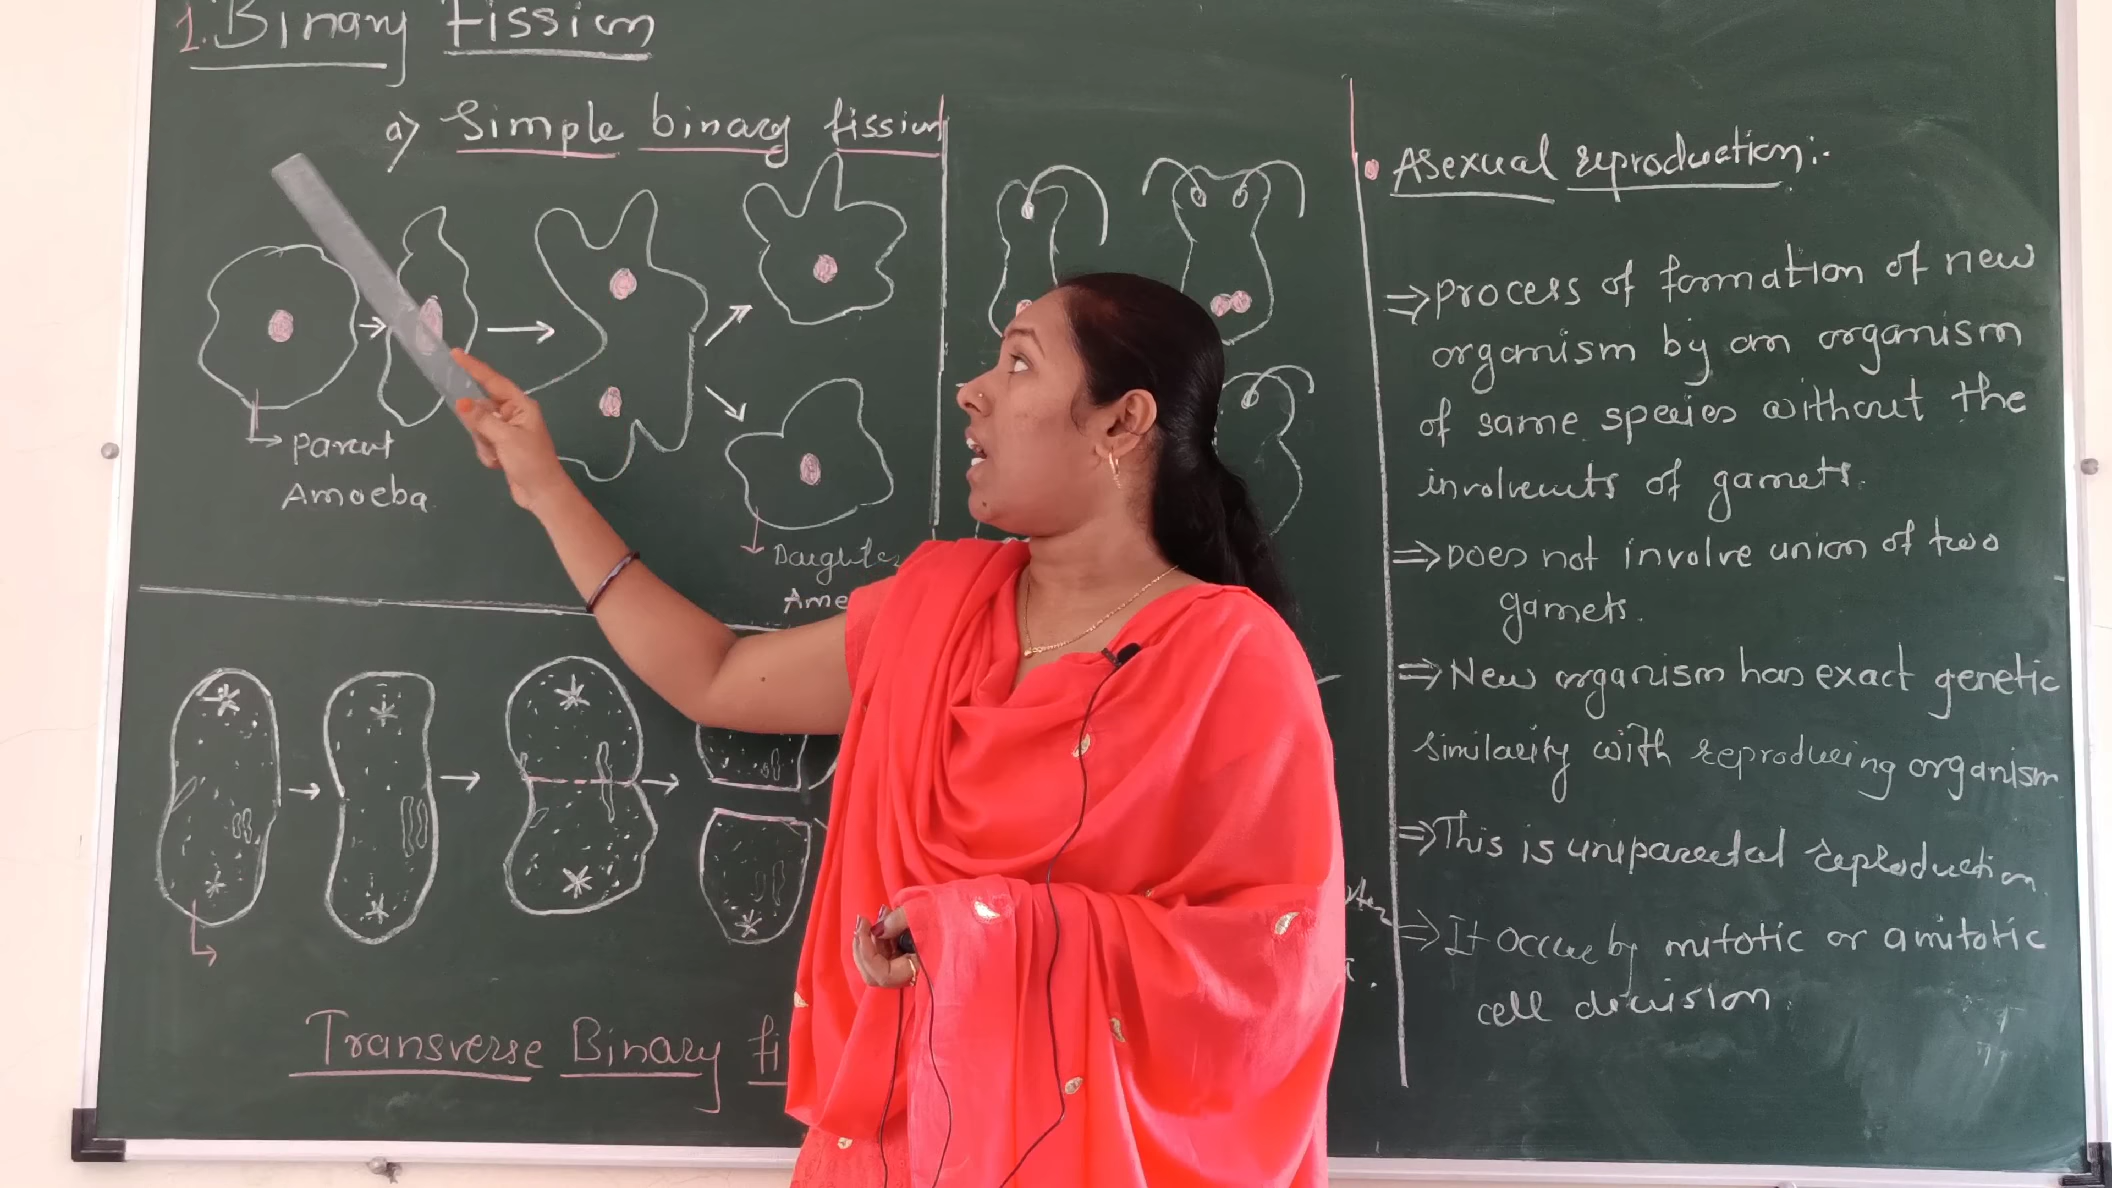 1. Binary Fission
a) Simple binary fission
Parent
Amoeba
Daughter
Transverse Binary fi
• Asexual reproduction:-
⇒ process of formation of new
organism by an organism
of same species without the
of gamets.
⇒ Does not involve union of two
gamets.
⇒ New organism has exact genetic
similarity with reproducing organism
⇒ This is uniparental reproduction.
⇒ It occur by mitotic or amitotic
cell division.